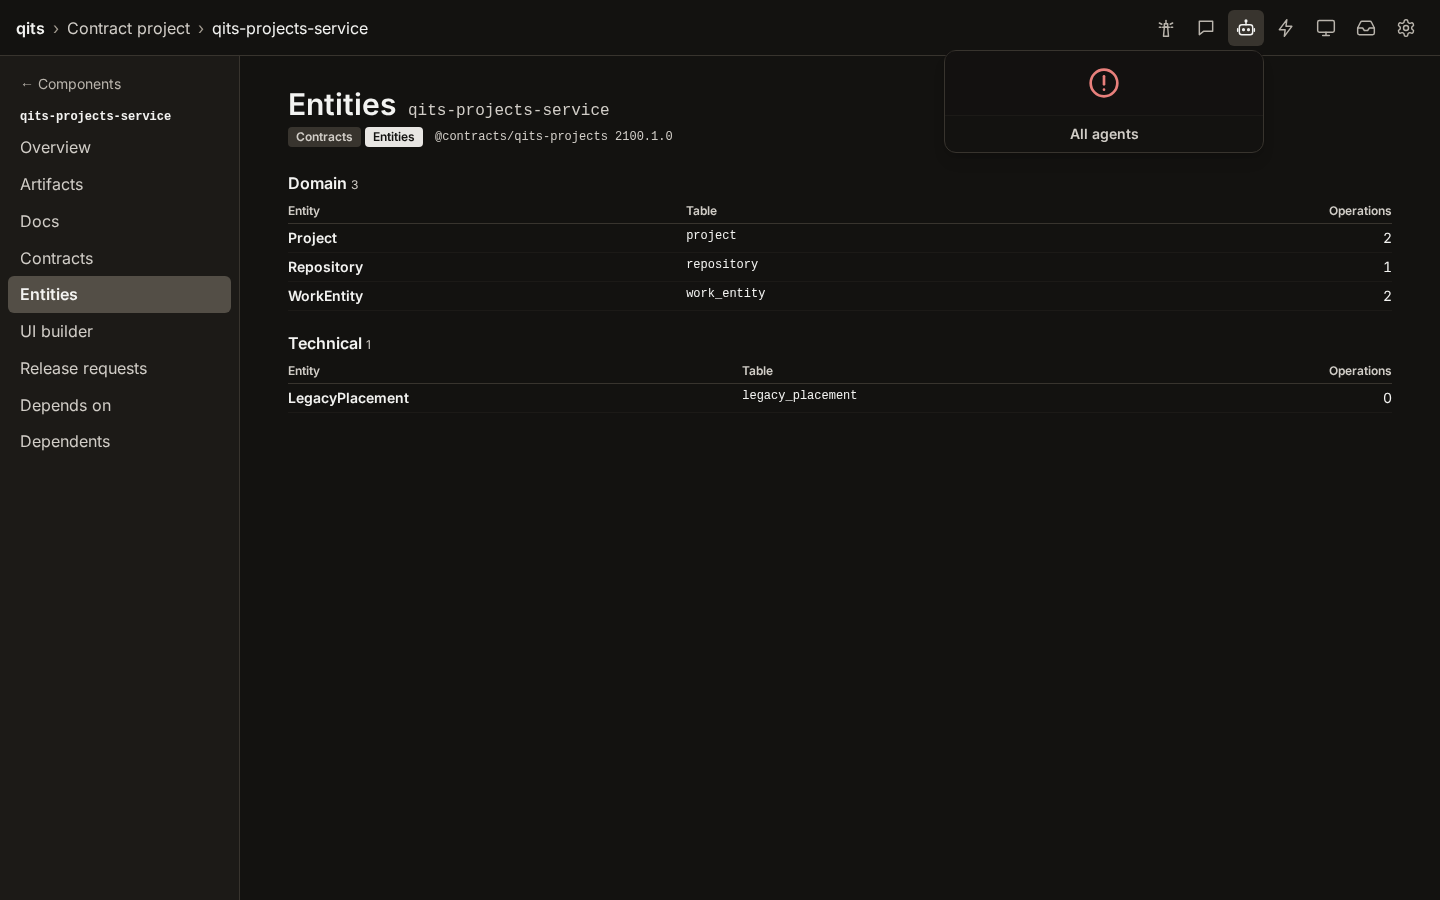 qits › Contract project › qits-projects-service
All agents
← Components
qits-projects-service
Overview
Artifacts
Docs
Contracts
Entities
UI builder
Release requests
Depends on
Dependents
Entities qits-projects-service
Contracts Entities @contracts/qits-projects 2100.1.0
Domain 3
Entity Table Operations
Project project 2
Repository repository 1
WorkEntity work_entity 2
Technical 1
Entity Table Operations
LegacyPlacement legacy_placement 0